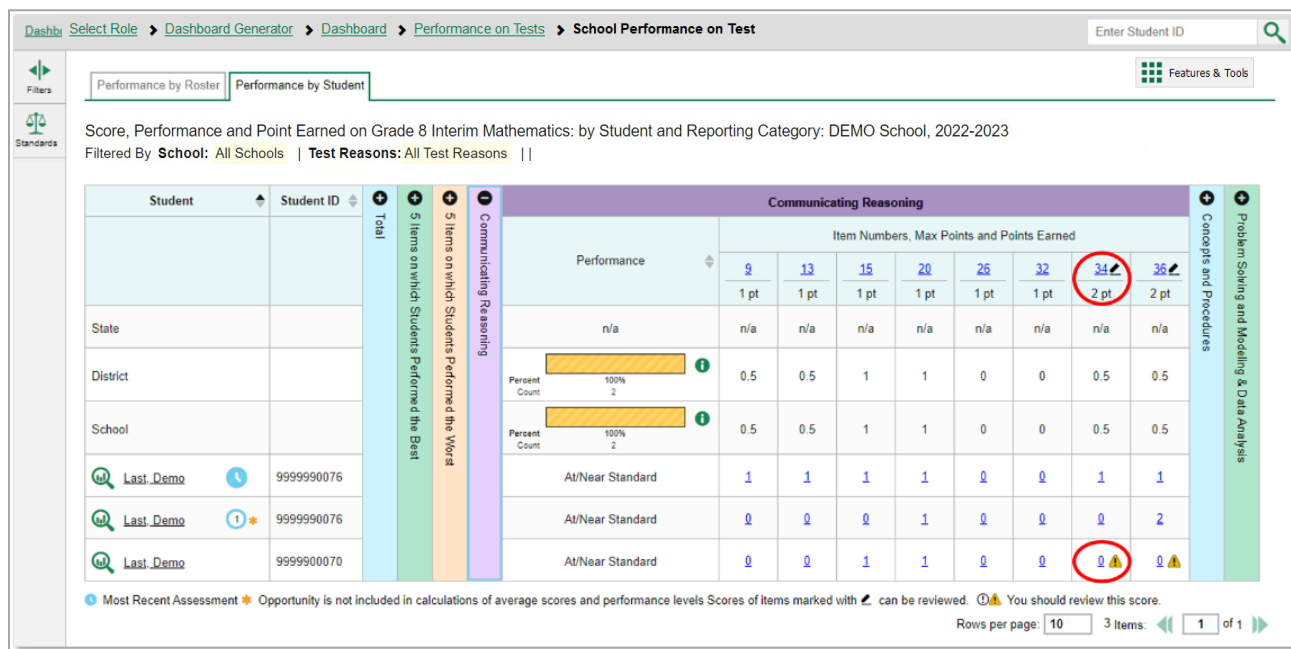 Dashbo Select Role > Dashboard Generator > Dashboard > Performance on Tests > School Performance on Test
Enter Student ID
Filters
Standards
Performance by Roster Performance by Student
Features & Tools
Score, Performance and Point Earned on Grade 8 Interim Mathematics: by Student and Reporting Category: DEMO School, 2022-2023
Filtered By School: All Schools | Test Reasons: All Test Reasons | |
Student Student ID
Total
5 Items on which Students Performed the Best
5 Items on which Students Performed the Worst
Communicating Reasoning
Communicating Reasoning
Concepts and Procedures
Problem Solving and Modeling & Data Analysis
Performance
Item Numbers, Max Points and Points Earned
9 13 15 20 26 32 34 36
1 pt 1 pt 1 pt 1 pt 1 pt 1 pt 2 pt 2 pt
State n/a n/a n/a n/a n/a n/a n/a n/a n/a
District Percent 100% 0.5 0.5 1 1 0 0 0.5 0.5
Count 2
School Percent 100% 0.5 0.5 1 1 0 0 0.5 0.5
Count 2
Last, Demo 9999990076 At/Near Standard 1 1 1 1 0 0 1 1
Last, Demo 1 * 9999990076 At/Near Standard 0 0 0 1 0 0 0 2
Last, Demo 9999900070 At/Near Standard 0 0 1 1 0 0 0 0
Most Recent Assessment * Opportunity is not included in calculations of average scores and performance levels Scores of items marked with can be reviewed. You should review this score.
Rows per page: 10 3 Items: 1 of 1